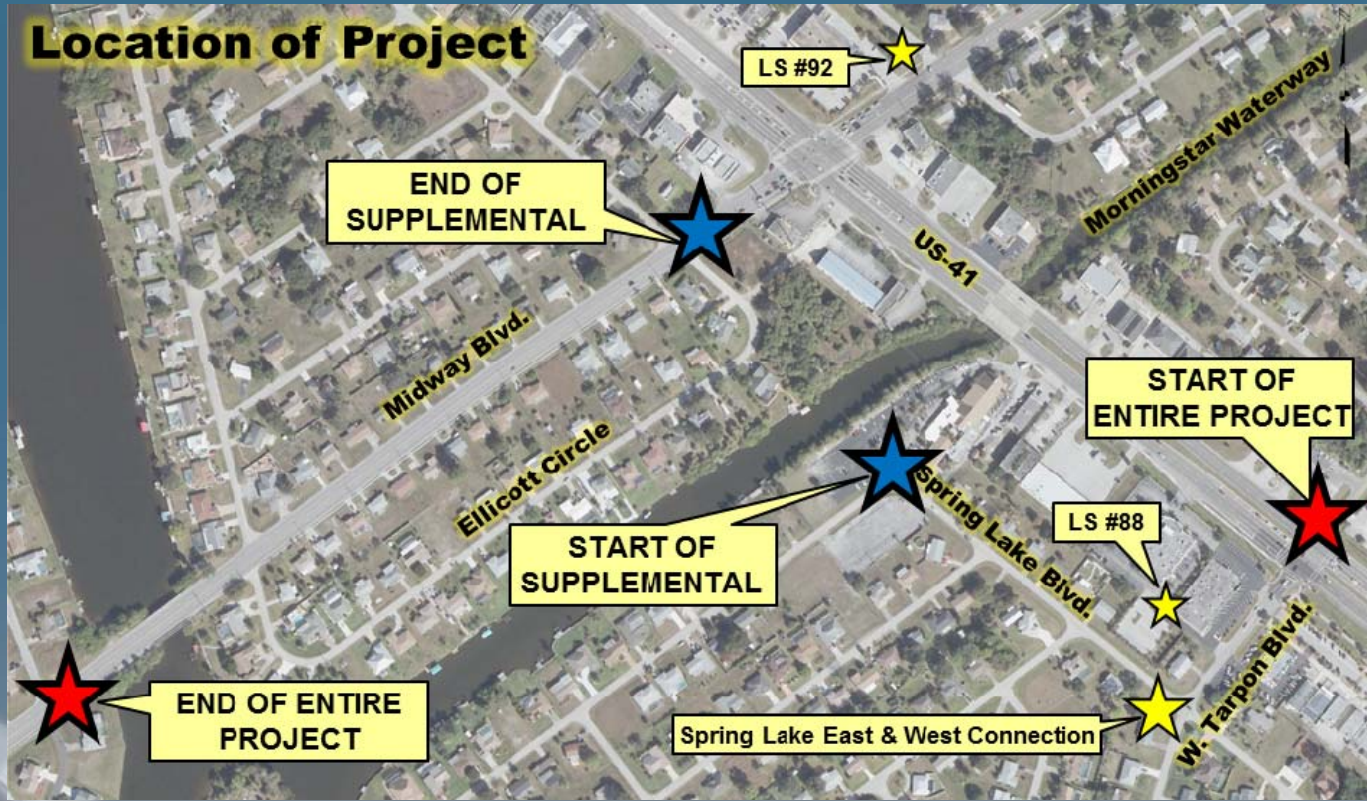 Location of Project
LS #92
Morningstar Waterway
END OF
SUPPLEMENTAL
US-41
Midway Blvd.
START OF
ENTIRE PROJECT
Ellicott Circle
Spring Lake Blvd.
LS #88
START OF
SUPPLEMENTAL
W. Tarpon Blvd.
END OF ENTIRE
PROJECT
Spring Lake East & West Connection